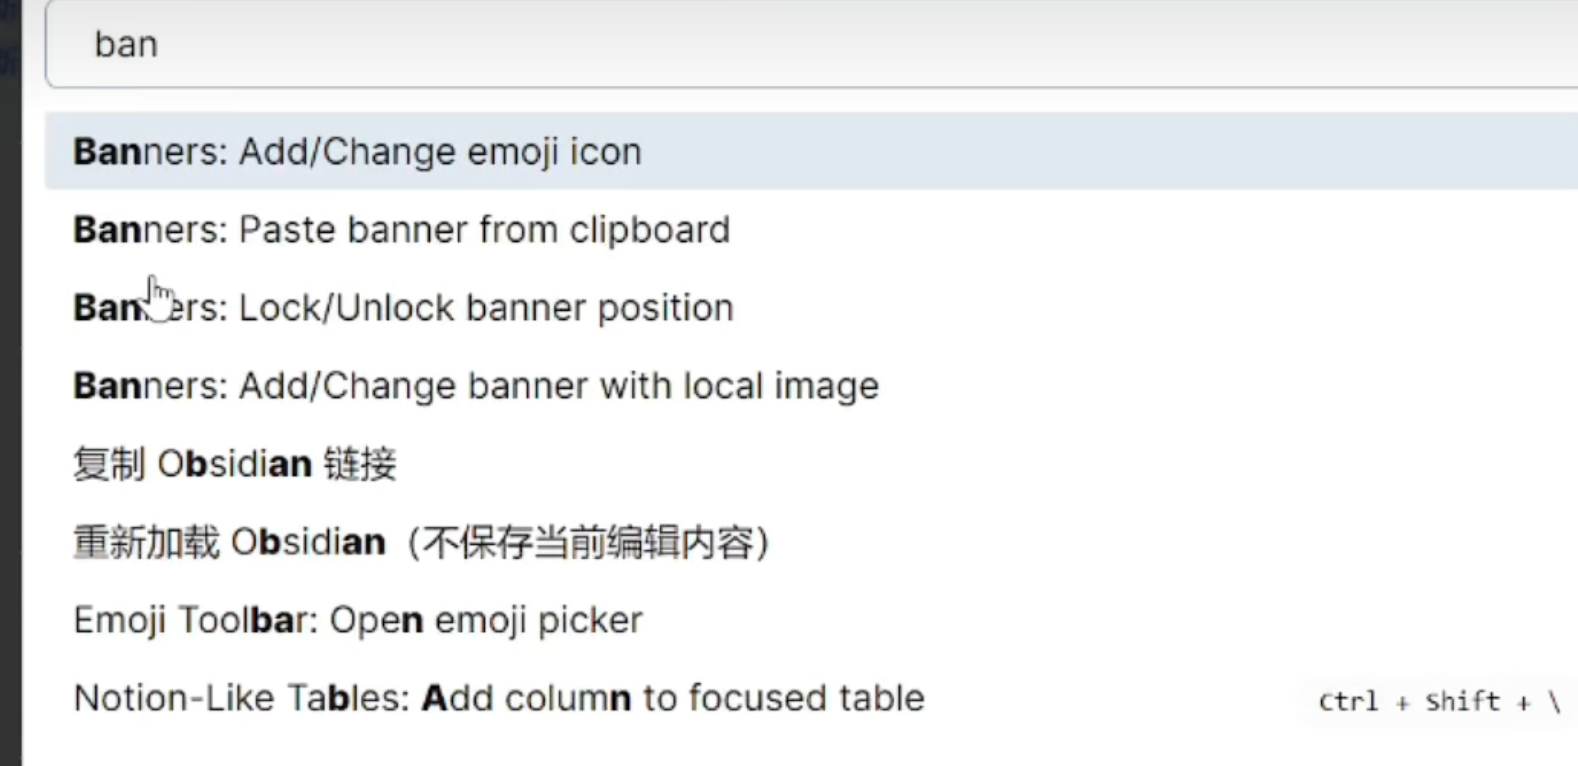 ban
Banners: Add/Change emoji icon
Banners: Paste banner from clipboard
Banners: Lock/Unlock banner position
Banners: Add/Change banner with local image
复制 Obsidian 链接
重新加载 Obsidian（不保存当前编辑内容）
Emoji Toolbar: Open emoji picker
Notion-Like Tables: Add column to focused table Ctrl + Shift + \